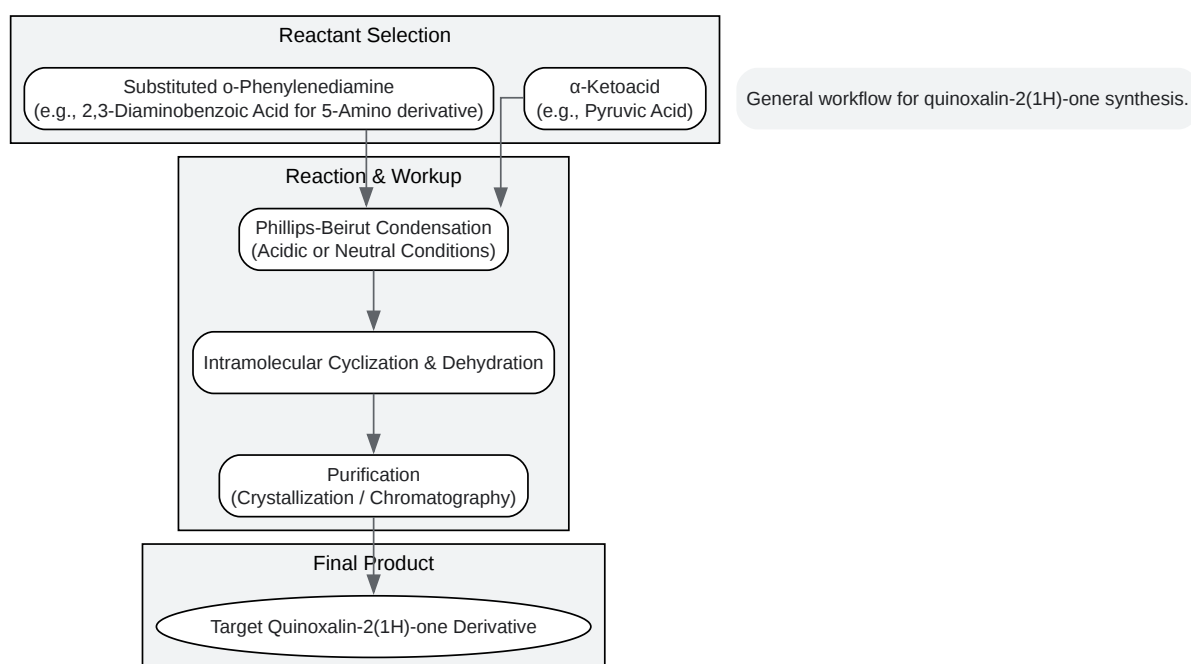 Reactant Selection
Substituted o-Phenylenediamine
(e.g., 2,3-Diaminobenzoic Acid for 5-Amino derivative)
α-Ketoacid
(e.g., Pyruvic Acid)
General workflow for quinoxalin-2(1H)-one synthesis.
Reaction & Workup
Phillips-Beirut Condensation
(Acidic or Neutral Conditions)
Intramolecular Cyclization & Dehydration
Purification
(Crystallization / Chromatography)
Final Product
Target Quinoxalin-2(1H)-one Derivative